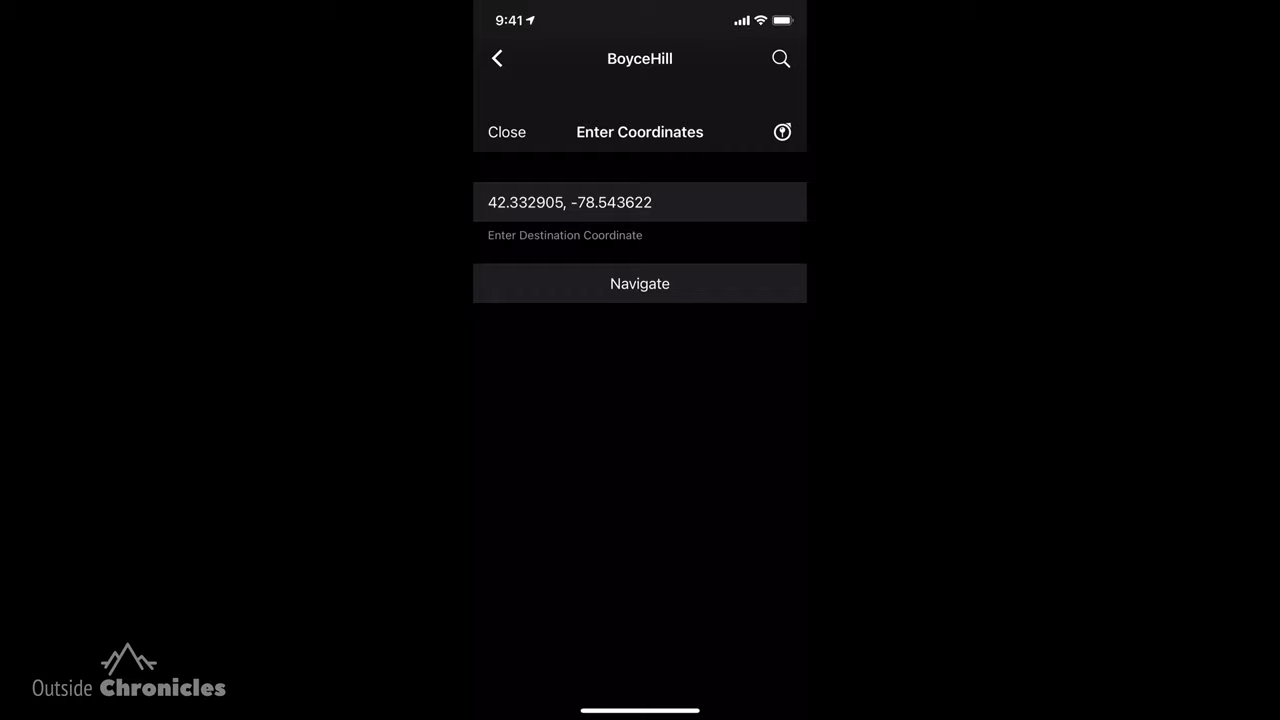 9:41
BoyceHill
Close Enter Coordinates
42.332905, -78.543622
Enter Destination Coordinate
Navigate
Outside Chronicles